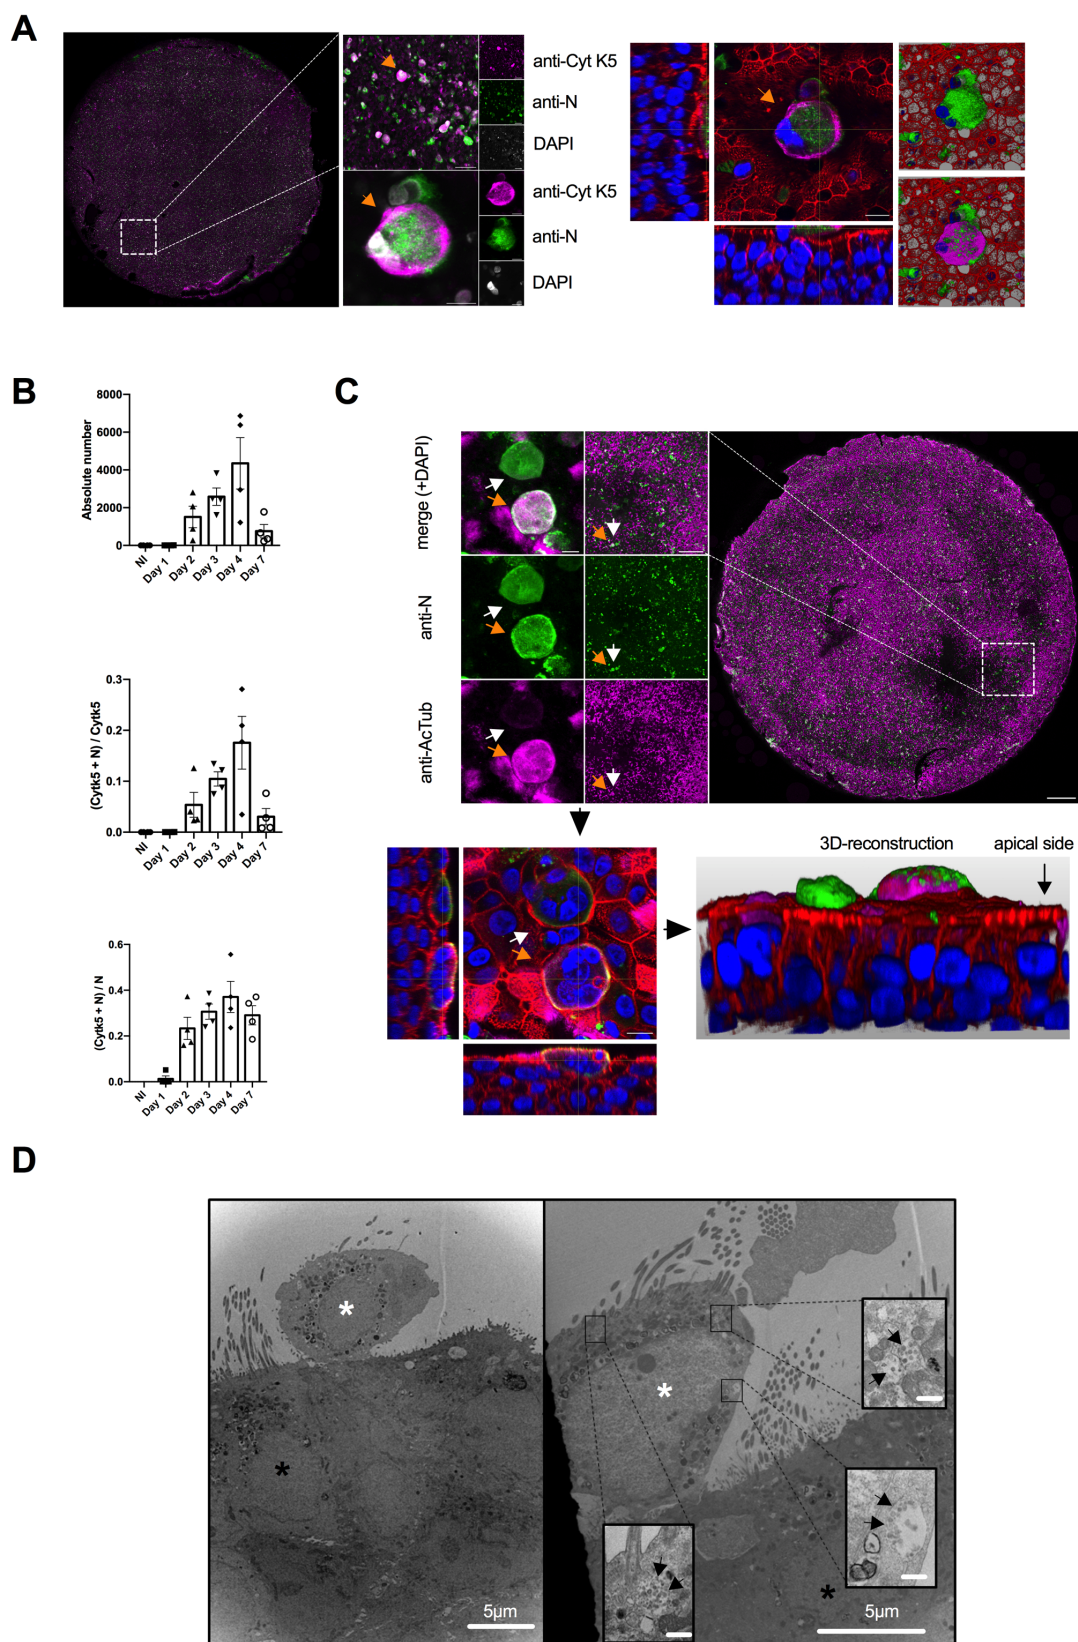 A
anti-Cyt K5
anti-N
DAPI
anti-Cyt K5
anti-N
DAPI
B
Absolute number
8000
6000
4000
2000
0
NI
Day 1
Day 2
Day 3
Day 4
Day 7
(Cytk5 + N) / Cytk5
0.3
0.2
0.1
0.0
NI
Day 1
Day 2
Day 3
Day 4
Day 7
(Cytk5 + N) / N
0.6
0.4
0.2
0.0
NI
Day 1
Day 2
Day 3
Day 4
Day 7
C
merge (+DAPI)
anti-N
anti-AcTub
3D-reconstruction
apical side
D
*
*
5µm
*
*
5µm